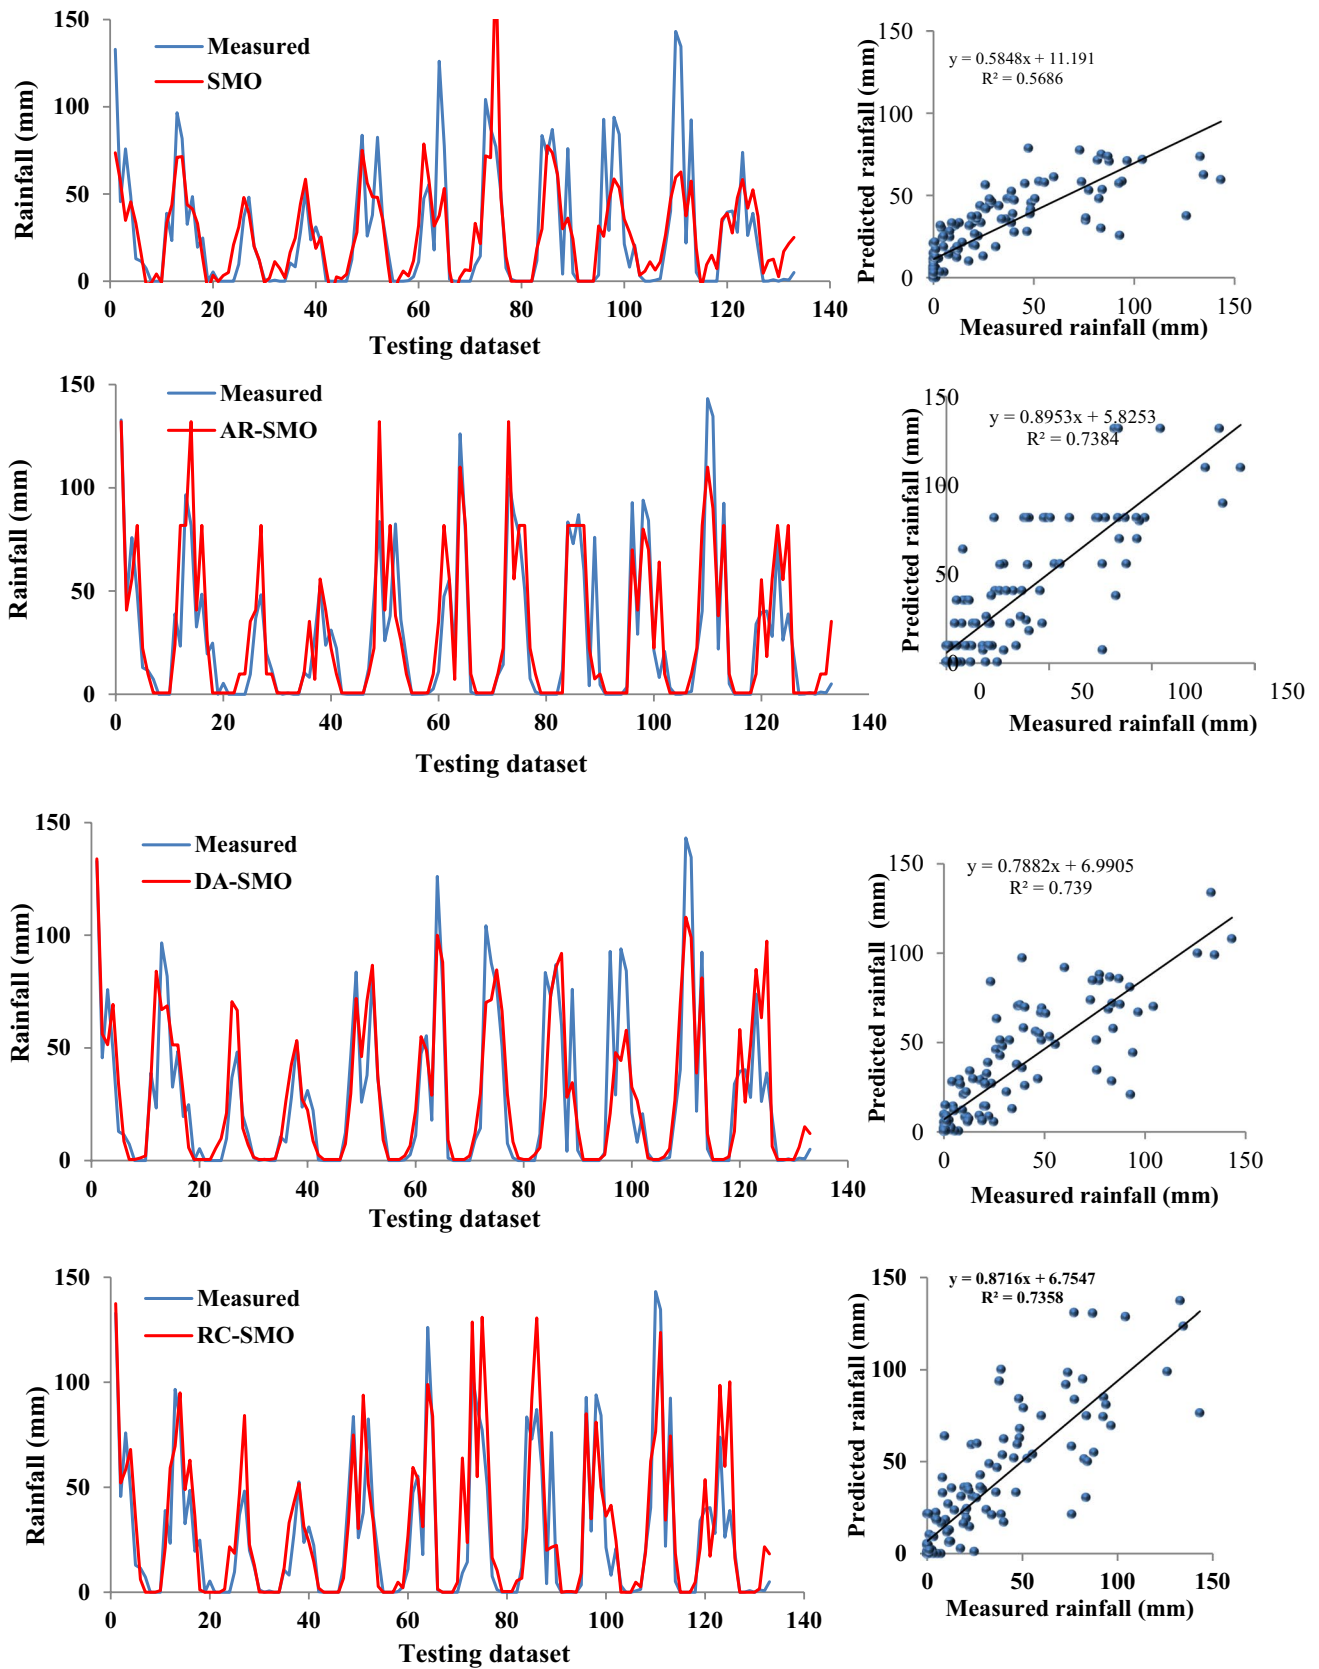 150
100
50
0
Rainfall (mm)
Measured
SMO
0 20 40 60 80 100 120 140
Testing dataset
150
100
50
0
Predicted rainfall (mm)
y = 0.5848x + 11.191
R² = 0.5686
0 50 100 150
Measured rainfall (mm)
150
100
50
0
Rainfall (mm)
Measured
AR-SMO
0 20 40 60 80 100 120 140
Testing dataset
150
100
50
0
Predicted rainfall (mm)
y = 0.8953x + 5.8253
R² = 0.7384
0 50 100 150
Measured rainfall (mm)
150
100
50
0
Rainfall (mm)
Measured
DA-SMO
0 20 40 60 80 100 120 140
Testing dataset
150
100
50
0
Predicted rainfall (mm)
y = 0.7882x + 6.9905
R² = 0.739
0 50 100 150
Measured rainfall (mm)
150
100
50
0
Rainfall (mm)
Measured
RC-SMO
0 20 40 60 80 100 120 140
Testing dataset
150
100
50
0
Predicted rainfall (mm)
y = 0.8716x + 6.7547
R² = 0.7358
0 50 100 150
Measured rainfall (mm)